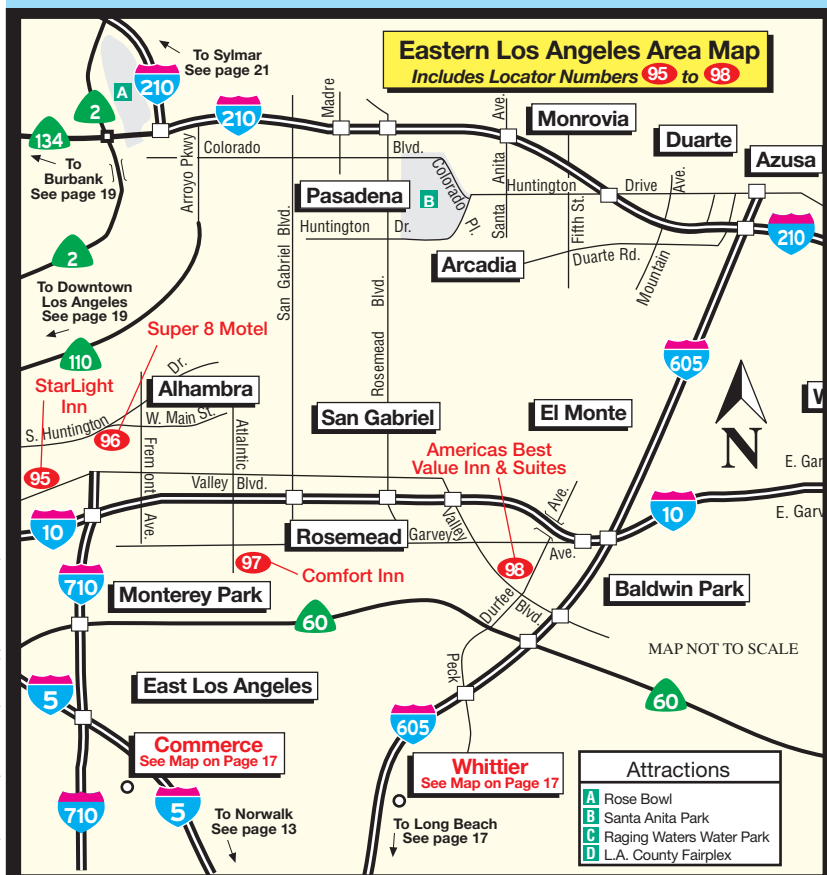 Eastern Los Angeles Area Map
Includes Locator Numbers 95 to 98
To Sylmar
See page 21
A
210
2
134
210
To
Burbank
See page 19
Arroyo Pkwy
Colorado
Blvd.
Madre
Ave.
Santa Anita
Monrovia
Duarte
Azusa
Pasadena
B
Colorado Pl.
Huntington
Drive
Ave.
Mountain
Fifth St.
Huntington
Dr.
Arcadia
Duarte Rd.
210
2
San Gabriel Blvd.
Rosemead Blvd.
To Downtown
Los Angeles
See page 19
110
605
Super 8 Motel
StarLight
Inn
Alhambra
S. Huntington
Dr.
W. Main St.
96
95
Fremont Ave.
Atlalntic
San Gabriel
El Monte
W
N
Americas Best
Value Inn & Suites
Valley
Blvd.
Valley
Ave.
E. Gar
E. Garv
10
10
Rosemead
Garvey
Ave.
97
Comfort Inn
98
710
Monterey Park
Durfee
Blvd.
Baldwin Park
60
Peck
MAP NOT TO SCALE
5
East Los Angeles
60
605
Commerce
See Map on Page 17
Whittier
See Map on Page 17
710
5
To Norwalk
See page 13
To Long Beach
See page 17
Attractions
A Rose Bowl
B Santa Anita Park
C Raging Waters Water Park
D L.A. County Fairplex